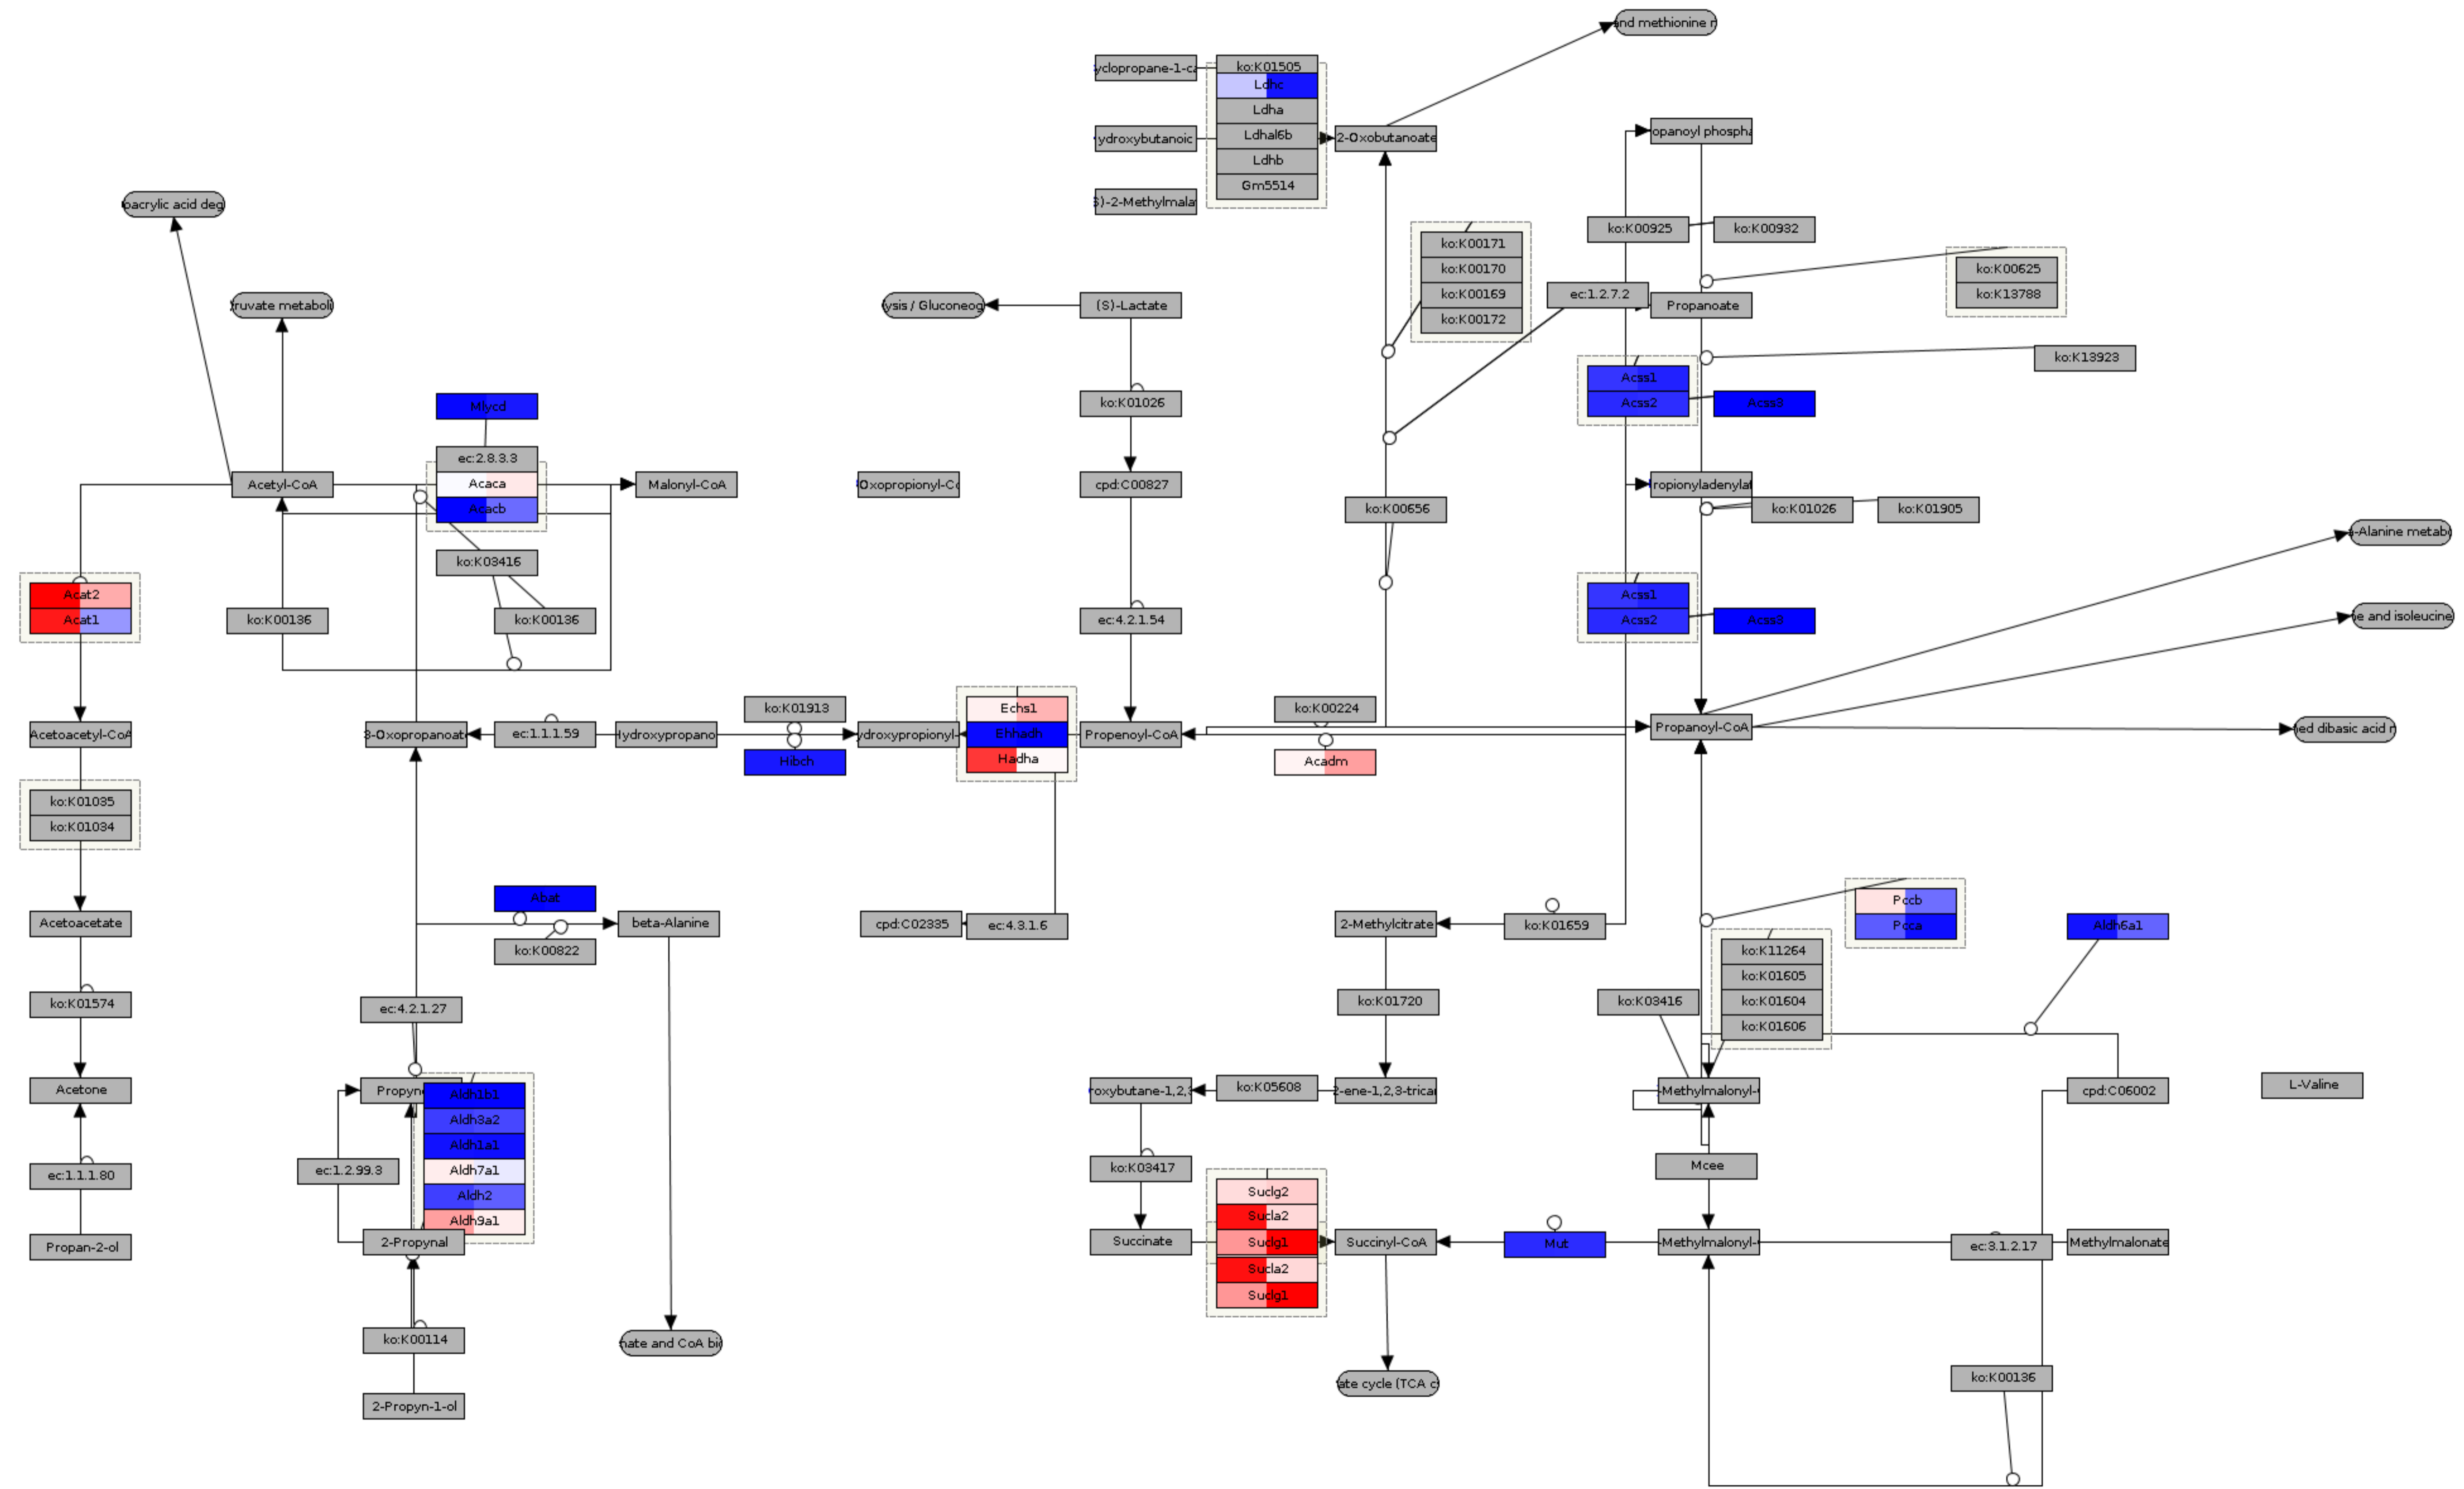 and methionine r
yclopropane-1-ca
ko:K01505
Ldhc
Ldha
Ldhal6b
Ldhb
Gm5514
ydroxybutanoic
2-Oxobutanoate
opanoyl phospha
S)-2-Methylmalat
oacrylic acid deg
ko:K00171
ko:K00170
ko:K00169
ko:K00172
ko:K00925
ko:K00932
ko:K00625
ko:K13788
ruvate metaboli
ysis / Gluconeog
(S)-Lactate
ec:1.2.7.2
Propanoate
ko:K13923
Mlycd
ec:2.8.3.3
Acaca
Acacb
ko:K01026
Acss1
Acss2
Acss3
Acetyl-CoA
Malonyl-CoA
Oxopropionyl-Co
cpd:C00827
ropionyladenylat
ko:K00656
ko:K01026
ko:K01905
a-Alanine metabo
ko:K03416
Acat2
Acat1
ko:K00136
ko:K00136
ec:4.2.1.54
Acss1
Acss2
Acss3
e and isoleucine
Acetoacetyl-CoA
3-Oxopropanoate
ec:1.1.1.59
Hydroxypropano
ko:K01913
Hibch
ydroxypropionyl-
Echs1
Ehhadh
Hadha
Propenoyl-CoA
ko:K00224
Acadm
Propanoyl-CoA
ed dibasic acid r
ko:K01035
ko:K01034
Abat
ko:K00822
Acetoacetate
beta-Alanine
cpd:C02335
ec:4.3.1.6
2-Methylcitrate
ko:K01659
Pccb
Pcca
Aldh6a1
ko:K11264
ko:K01605
ko:K01604
ko:K01606
ko:K01574
ec:4.2.1.27
ko:K01720
ko:K03416
Acetone
Propyn
Aldh1b1
Aldh3a2
Aldh1a1
Aldh7a1
Aldh2
Aldh9a1
roxybutane-1,2,3
ko:K05608
2-ene-1,2,3-tricar
-Methylmalonyl-
cpd:C06002
L-Valine
ec:1.1.1.80
ec:1.2.99.3
ko:K03417
Mcee
Propan-2-ol
2-Propynal
Succinate
Suclg2
Sucla2
Suclg1
Sucla2
Suclg1
Succinyl-CoA
Mut
-Methylmalonyl-
ec:3.1.2.17
Methylmalonate
ko:K00114
nate and CoA bi
ate cycle (TCA c
ko:K00136
2-Propyn-1-ol